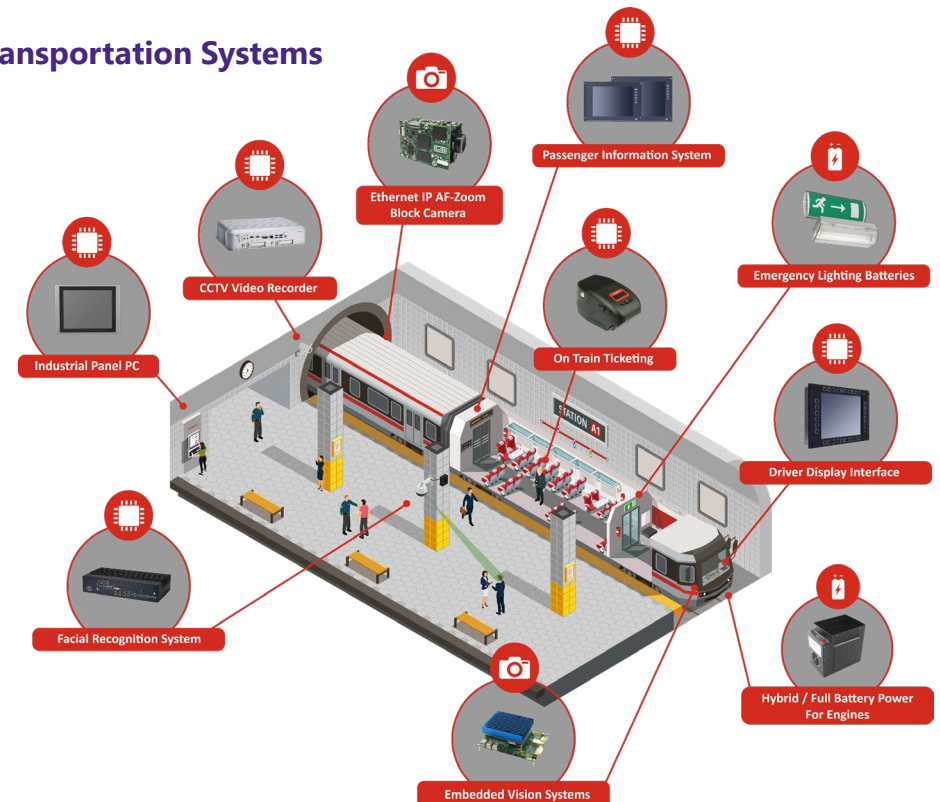 ansportation Systems
Passenger Information System
Ethernet IP AF-Zoom
Block Camera
Emergency Lighting Batteries
CCTV Video Recorder
On Train Ticketing
Industrial Panel PC
STATION A1
Driver Display Interface
Facial Recognition System
Hybrid / Full Battery Power
For Engines
Embedded Vision Systems